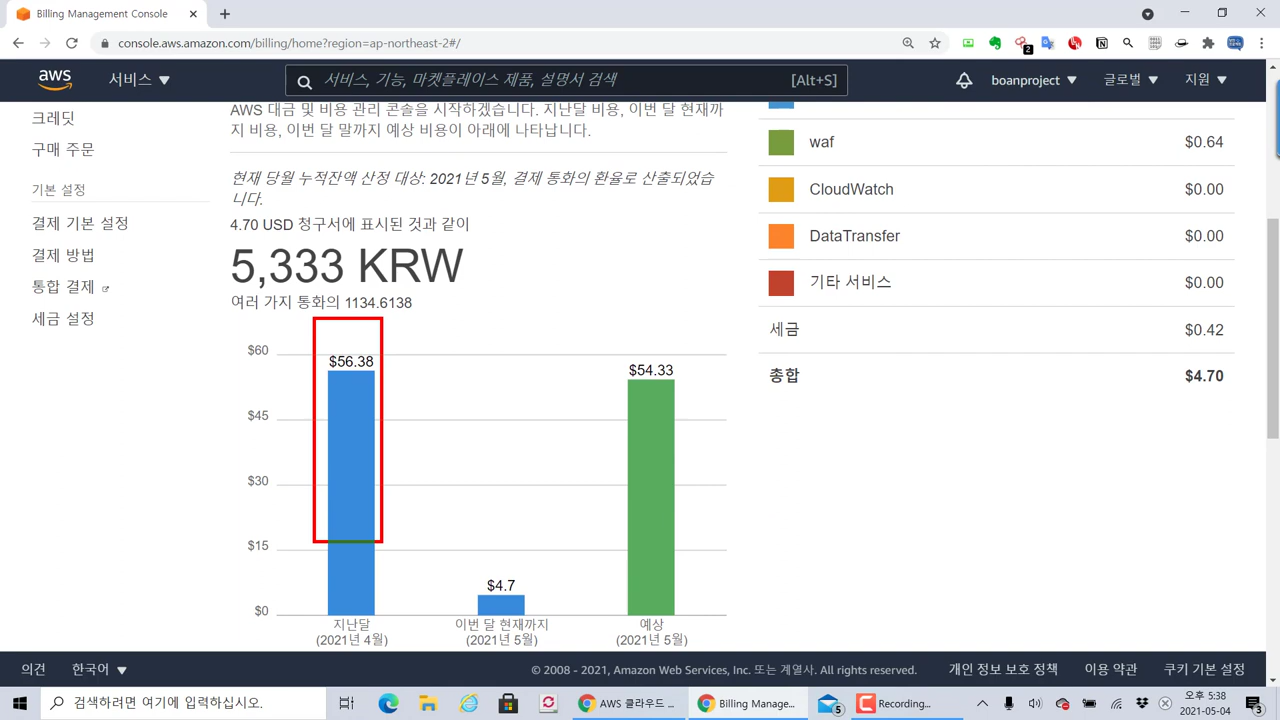 Billing Management Console
console.aws.amazon.com/billing/home?region=ap-northeast-2#/
2
aws
서비스
서비스, 기능, 마켓플레이스 제품, 설명서 검색
[Alt+S]
boanproject
글로벌
지원
크레딧
구매 주문
기본 설정
결제 기본 설정
결제 방법
통합 결제
세금 설정
AWS 대금 및 비용 관리 콘솔을 시작하겠습니다. 지난달 비용, 이번 달 현재까
지 비용, 이번 달 말까지 예상 비용이 아래에 나타납니다.
현재 당월 누적잔액 산정 대상: 2021년 5월, 결제 통화의 환율로 산출되었습
니다.
4.70 USD 청구서에 표시된 것과 같이
5,333 KRW
여러 가지 통화의 1134.6138
$60
$45
$30
$15
$0
$56.38
$4.7
$54.33
지난달
(2021년 4월)
이번 달 현재까지
(2021년 5월)
예상
(2021년 5월)
waf $0.64
CloudWatch $0.00
DataTransfer $0.00
기타 서비스 $0.00
세금 $0.42
총합 $4.70
의견
한국어
© 2008 - 2021, Amazon Web Services, Inc. 또는 계열사. All rights reserved.
개인 정보 보호 정책
이용 약관
쿠키 기본 설정
검색하려면 여기에 입력하십시오.
AWS 클라우드 ...
Billing Manage...
5
Recording...
오후 5:38
2021-05-04
3